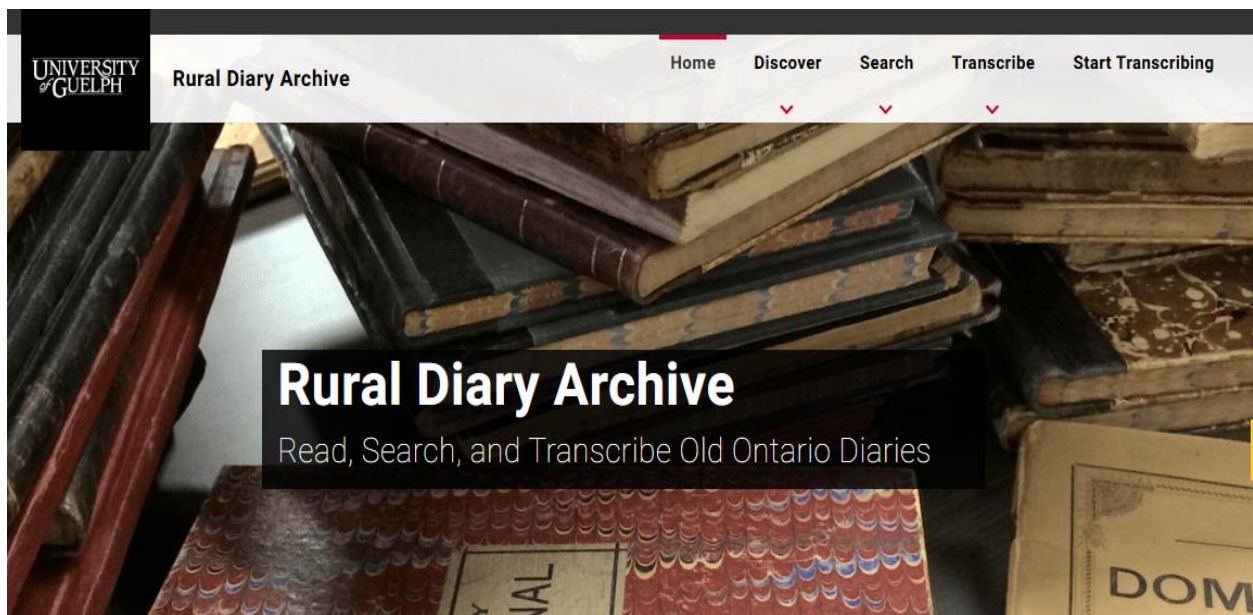 UNIVERSITY
of GUELPH
Rural Diary Archive
Home
Discover
Search
Transcribe
Start Transcribing
Rural Diary Archive
Read, Search, and Transcribe Old Ontario Diaries
NAL
DOM